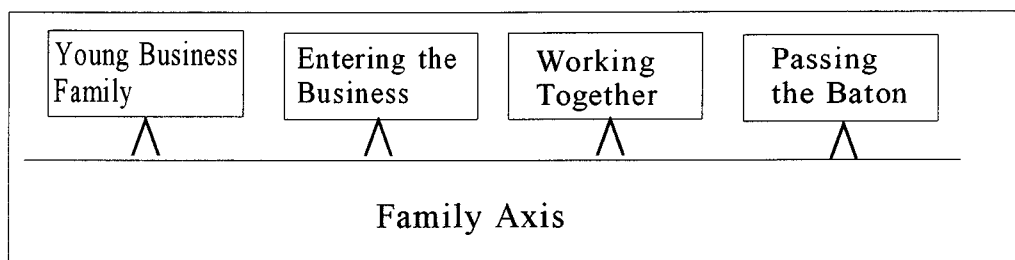 Young Business
Family
Entering the
Business
Working
Together
Passing
the Baton
Family Axis